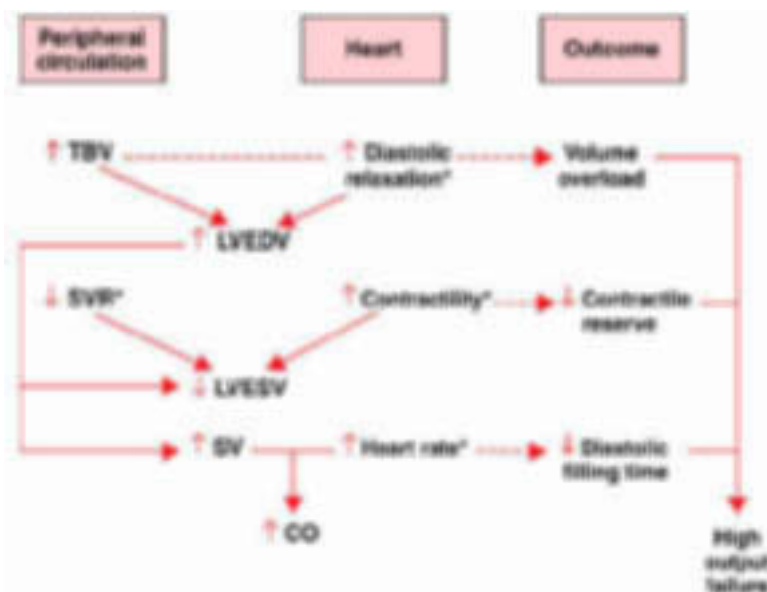 Peripheral
circulation
Heart
Outcome
↑ TBV
↑ Diastolic
relaxation*
Volume
overload
↑ LVEDV
↓ SVR*
↑ Contractility*
↓ Contractile
reserve
↓ LVESV
↑ SV
↑ Heart rate*
↓ Diastolic
filling time
↑ CO
High
output
failure